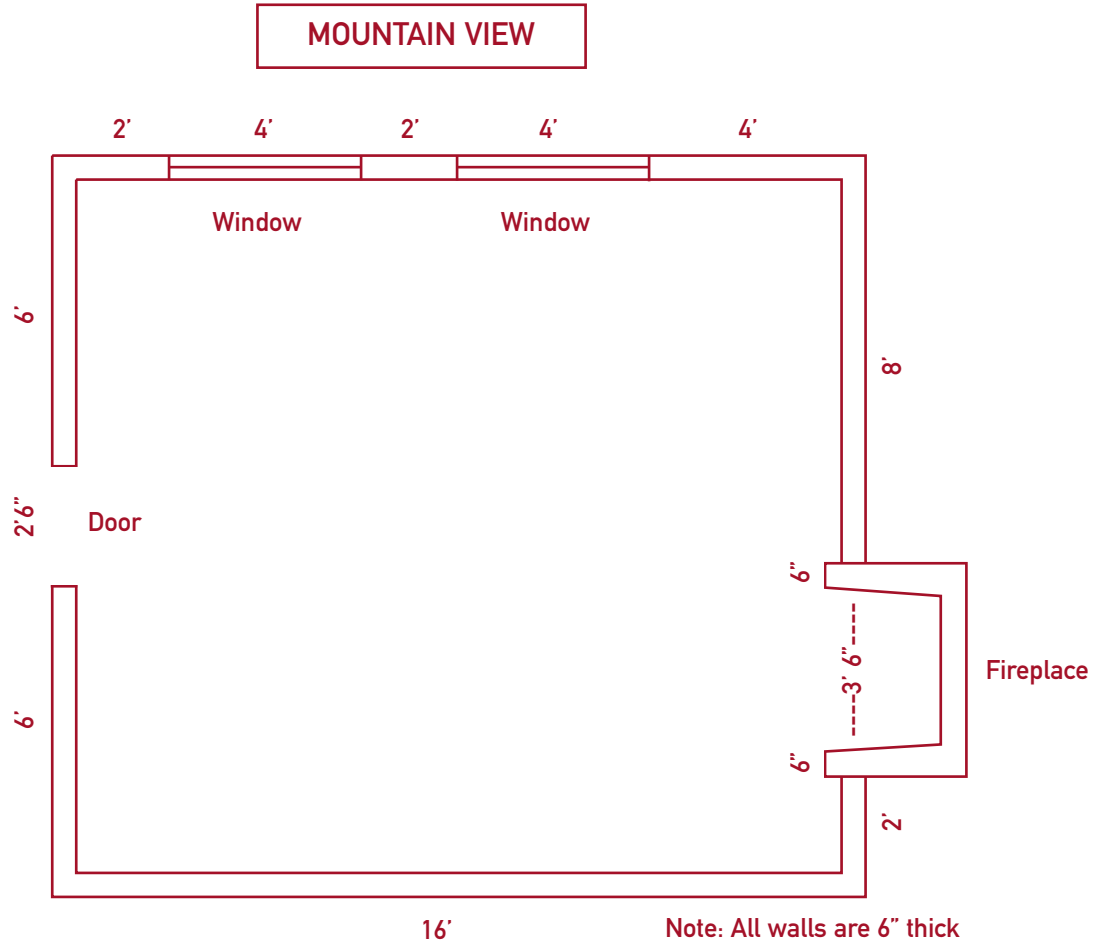 MOUNTAIN VIEW
2’ 4’ 2’ 4’ 4’
Window Window
6’
8’
2’6”
Door
6”
3’ 6”
Fireplace
6’
6”
2’
16’
Note: All walls are 6” thick